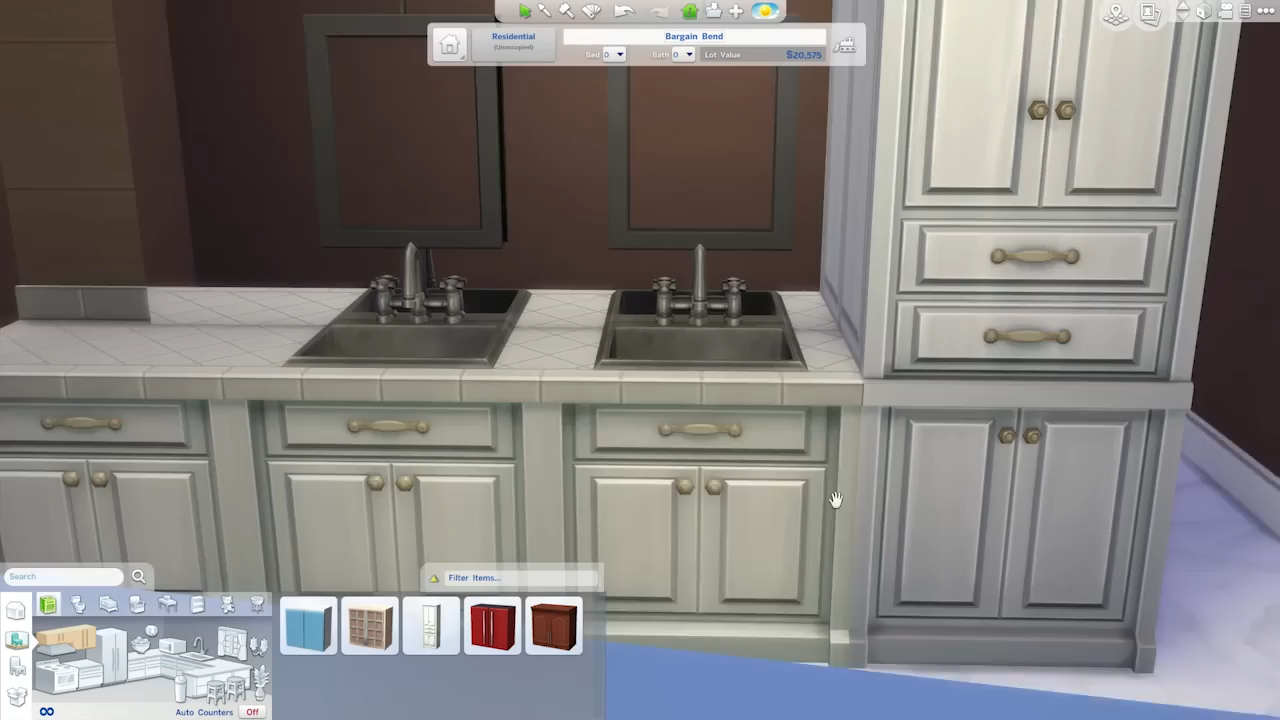 Residential
(Unoccupied)
Bargain Bend
Bed 0
Bath 0
Lot Value
§20,575
Search
Filter Items...
Auto Counters Off